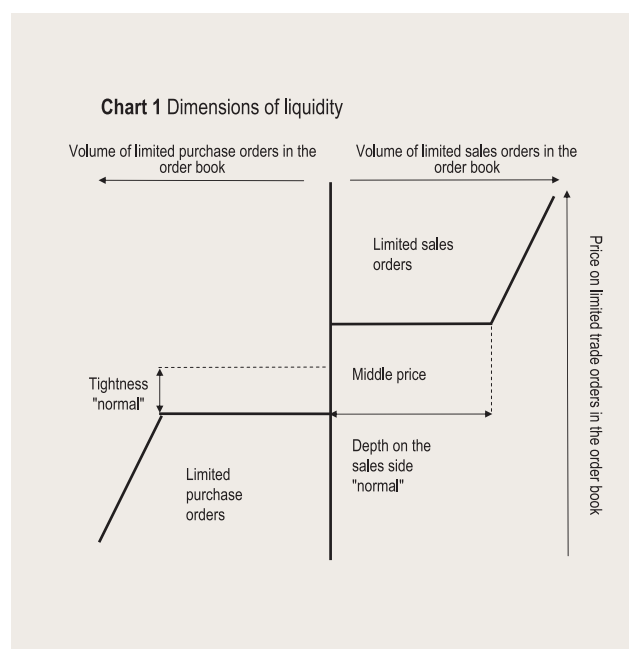 Chart 1 Dimensions of liquidity
Volume of limited purchase orders in the
order book
Volume of limited sales orders in the
order book
Limited sales
orders
Price on limited trade orders in the order book
Tightness
"normal"
Middle price
Depth on the
sales side
"normal"
Limited
purchase
orders